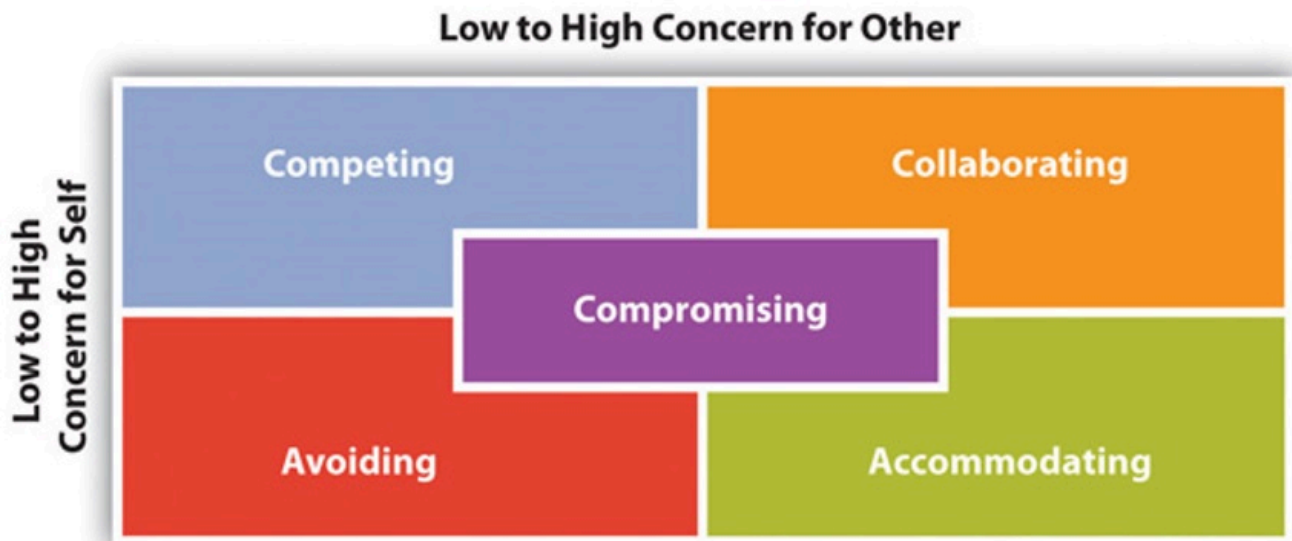 Low to High Concern for Other
Low to High
Concern for Self
Competing
Collaborating
Compromising
Avoiding
Accommodating